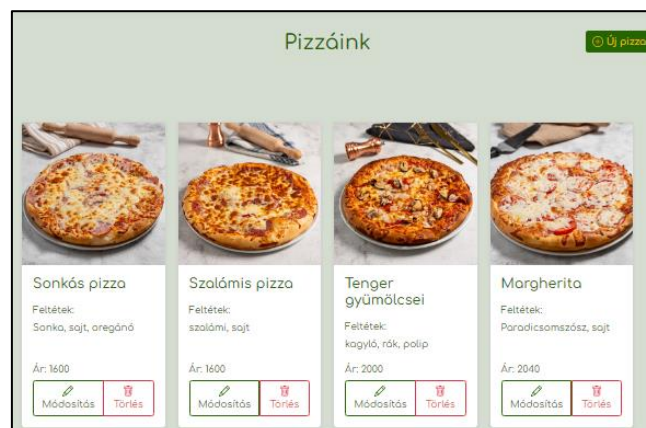 Pizzáink
Új pizza
Sonkás pizza
Feltétek:
Sonka, sajt, oregánó
Ár: 1600
Módosítás
Törlés
Szalámis pizza
Feltétek:
szalámi, sajt
Ár: 1600
Módosítás
Törlés
Tenger
gyümölcsei
Feltétek:
kagyló, rák, polip
Ár: 2000
Módosítás
Törlés
Margherita
Feltétek:
Paradicsomszósz, sajt
Ár: 2040
Módosítás
Törlés